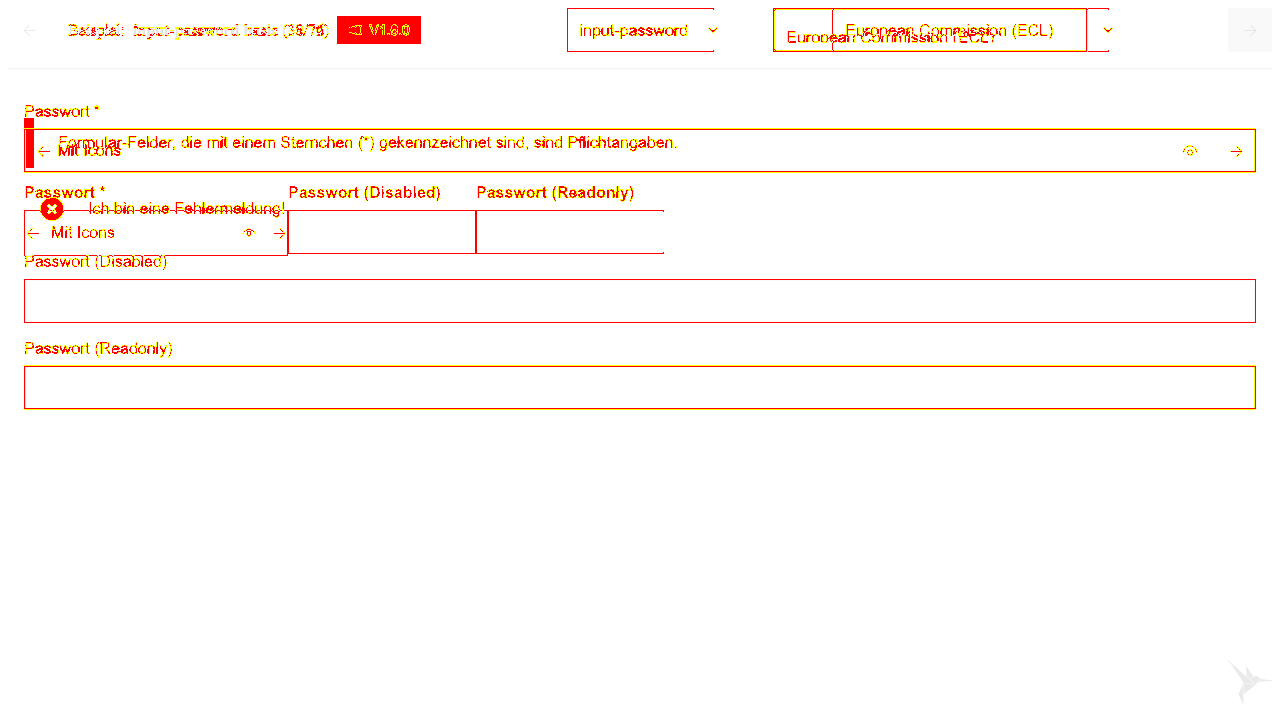 Beispiel: input-password basic (38/70) V1.6.0 input-password European Commission (ECL)
European Commission (ECL)
Passwort *
Formular-Felder, die mit einem Sternchen (*) gekennzeichnet sind, sind Pflichtangaben.
Mit Icons
Passwort * Passwort (Disabled) Passwort (Readonly)
Ich bin eine Fehlermeldung!
Mit Icons
Passwort (Disabled)
Passwort (Readonly)